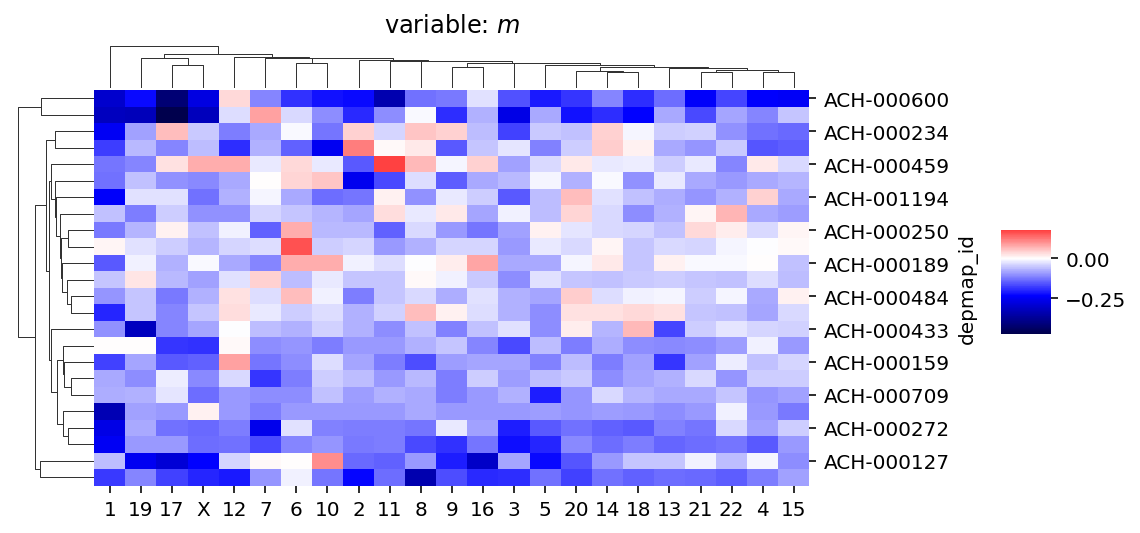 variable: m
ACH-000600
ACH-000234
ACH-000459
ACH-001194
ACH-000250
ACH-000189
ACH-000484
ACH-000433
ACH-000159
ACH-000709
ACH-000272
ACH-000127
depmap_id
0.00
−0.25
1 19 17 X 12 7 6 10 2 11 8 9 16 3 5 20 14 18 13 21 22 4 15